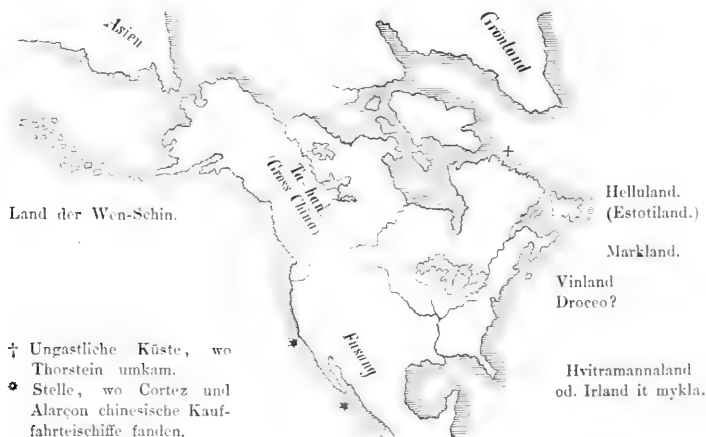 Asien
Grönland
Ta-han
(Gross China)
Land der Wen-Schin.
Helluland.
(Estotiland.)
Markland.
Vinland
Droceo?
Fusang
† Ungastliche Küste, wo
Thorstein umkam.
* Stelle, wo Cortez und
Alarçon chinesische Kauf-
fahrteischiffe fanden.
Hvitramannaland
od. Irland it mykla.